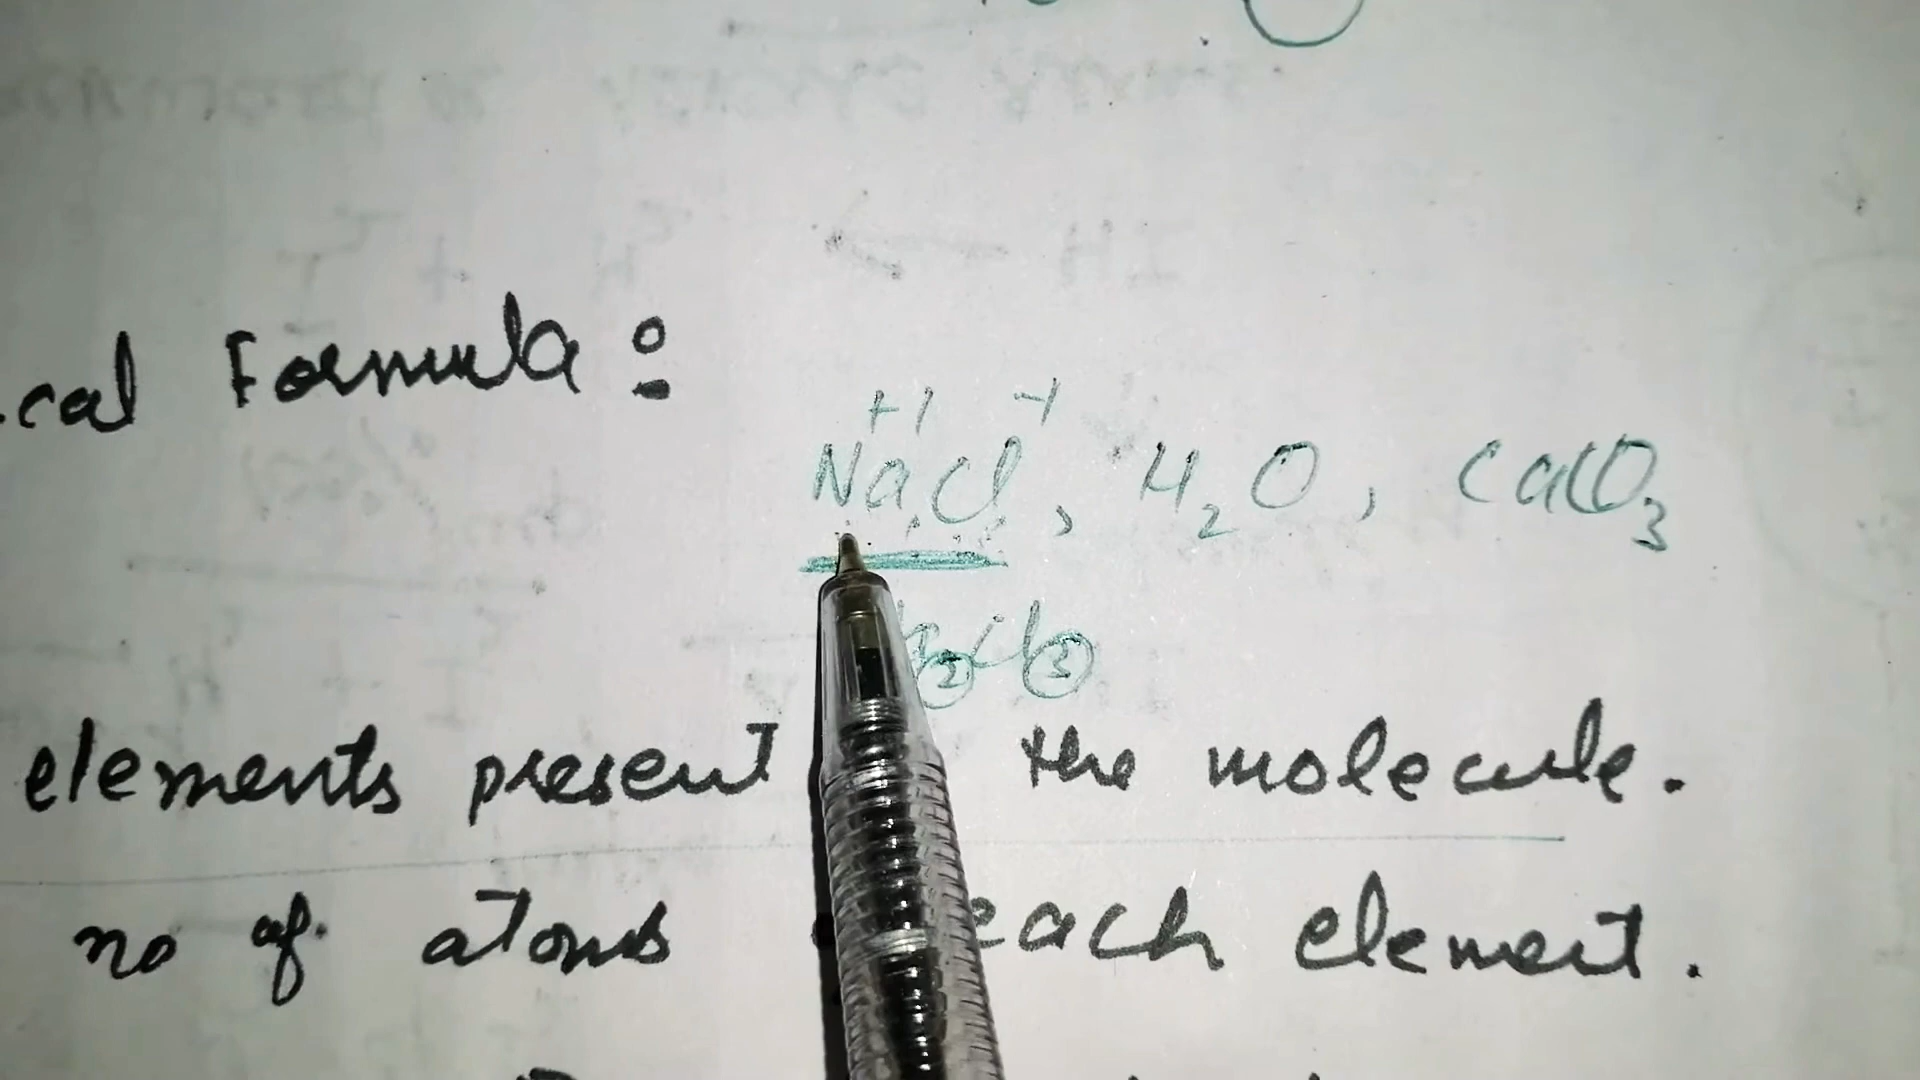 cal Formula:
+1 -1
NaCl, H2O, CaCO3
elements present the molecule.
no of atoms each element.